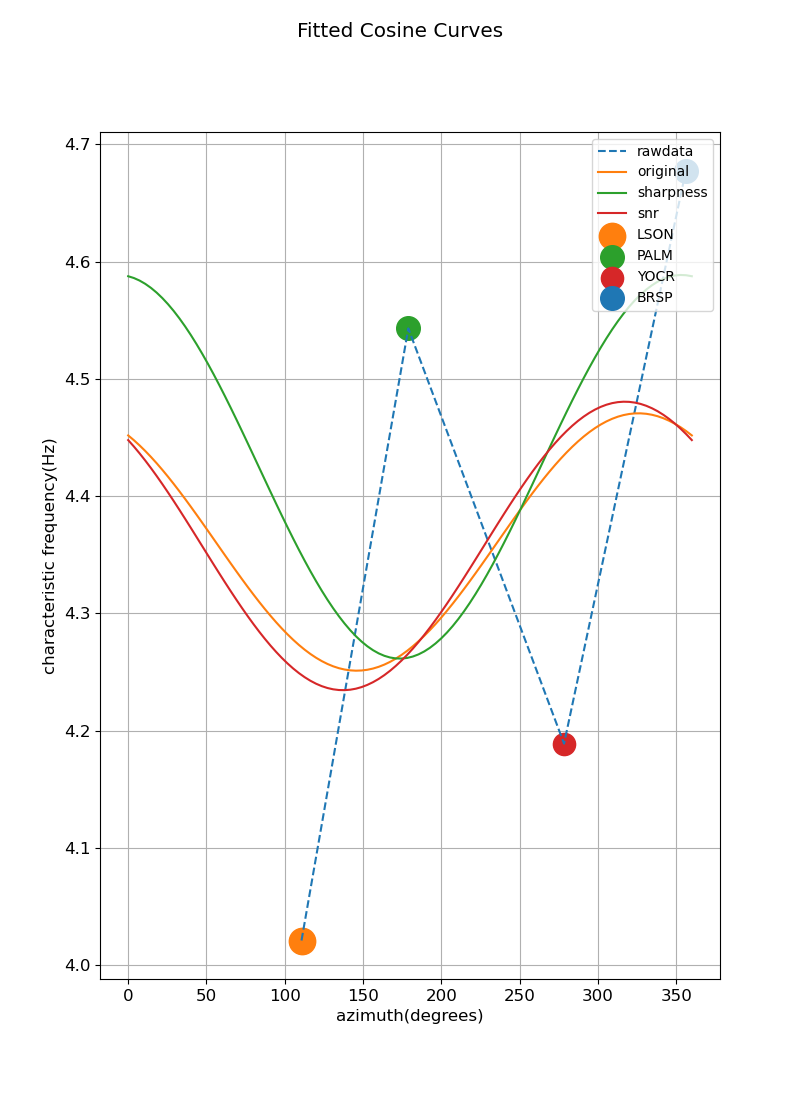 Fitted Cosine Curves
4.7
4.6
4.5
4.4
4.3
4.2
4.1
4.0
characteristic frequency(Hz)
rawdata
original
sharpness
snr
LSON
PALM
YOCR
BRSP
0 50 100 150 200 250 300 350
azimuth(degrees)